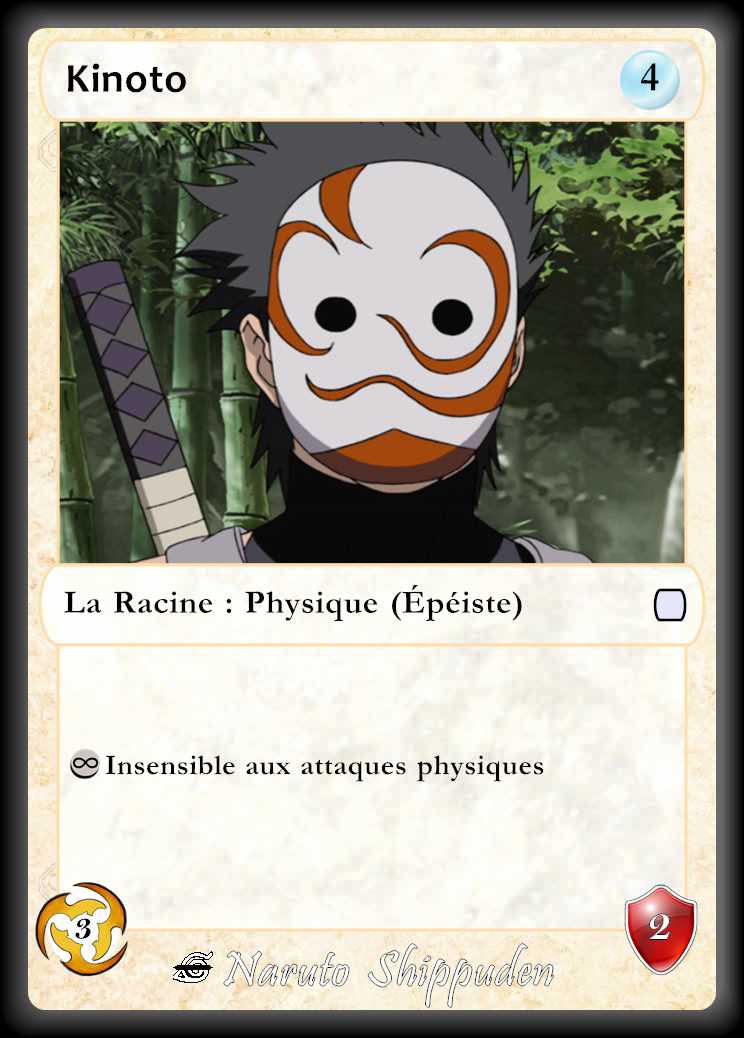 Kinoto
4
La Racine : Physique (Épéiste)
Insensible aux attaques physiques
3
2
Naruto Shippuden